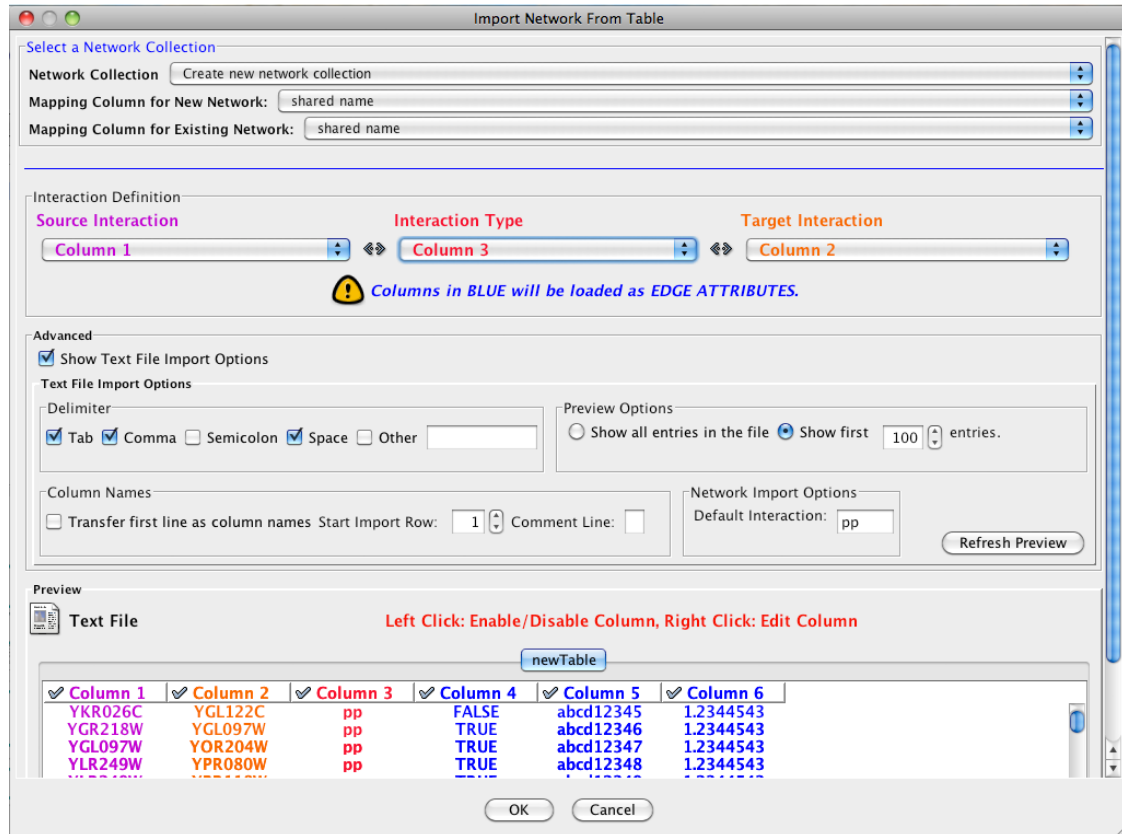 Import Network From Table
Select a Network Collection
Network Collection Create new network collection
Mapping Column for New Network: shared name
Mapping Column for Existing Network: shared name
Interaction Definition
Source Interaction Interaction Type Target Interaction
Column 1 Column 3 Column 2
Columns in BLUE will be loaded as EDGE ATTRIBUTES.
Advanced
Show Text File Import Options
Text File Import Options
Delimiter Preview Options
Tab Comma Semicolon Space Other Show all entries in the file Show first 100 entries.
Column Names Network Import Options
Transfer first line as column names Start Import Row: 1 Comment Line: Default Interaction: pp
Refresh Preview
Preview
Text File Left Click: Enable/Disable Column, Right Click: Edit Column
newTable
Column 1 Column 2 Column 3 Column 4 Column 5 Column 6
YKR026C YGL122C pp FALSE abcd12345 1.2344543
YGR218W YGL097W pp TRUE abcd12346 1.2344543
YGL097W YOR204W pp TRUE abcd12347 1.2344543
YLR249W YPR080W pp TRUE abcd12348 1.2344543
OK Cancel